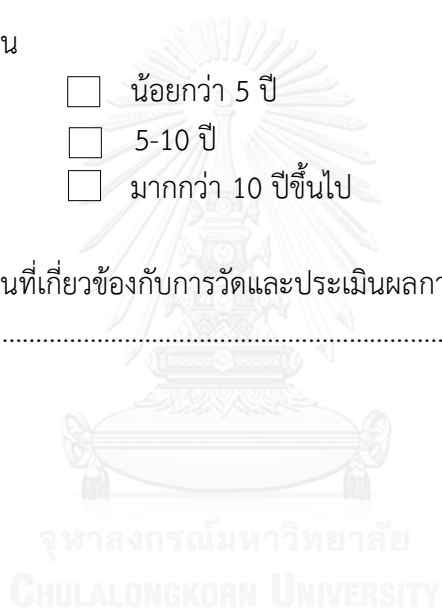 น
น้อยกว่า 5 ปี
5-10 ปี
มากกว่า 10 ปีขึ้นไป
นที่เกี่ยวข้องกับการวัดและประเมินผลกา
................................................................
จุฬาลงกรณ์มหาวิทยาลัย
CHULALONGKORN UNIVERSITY